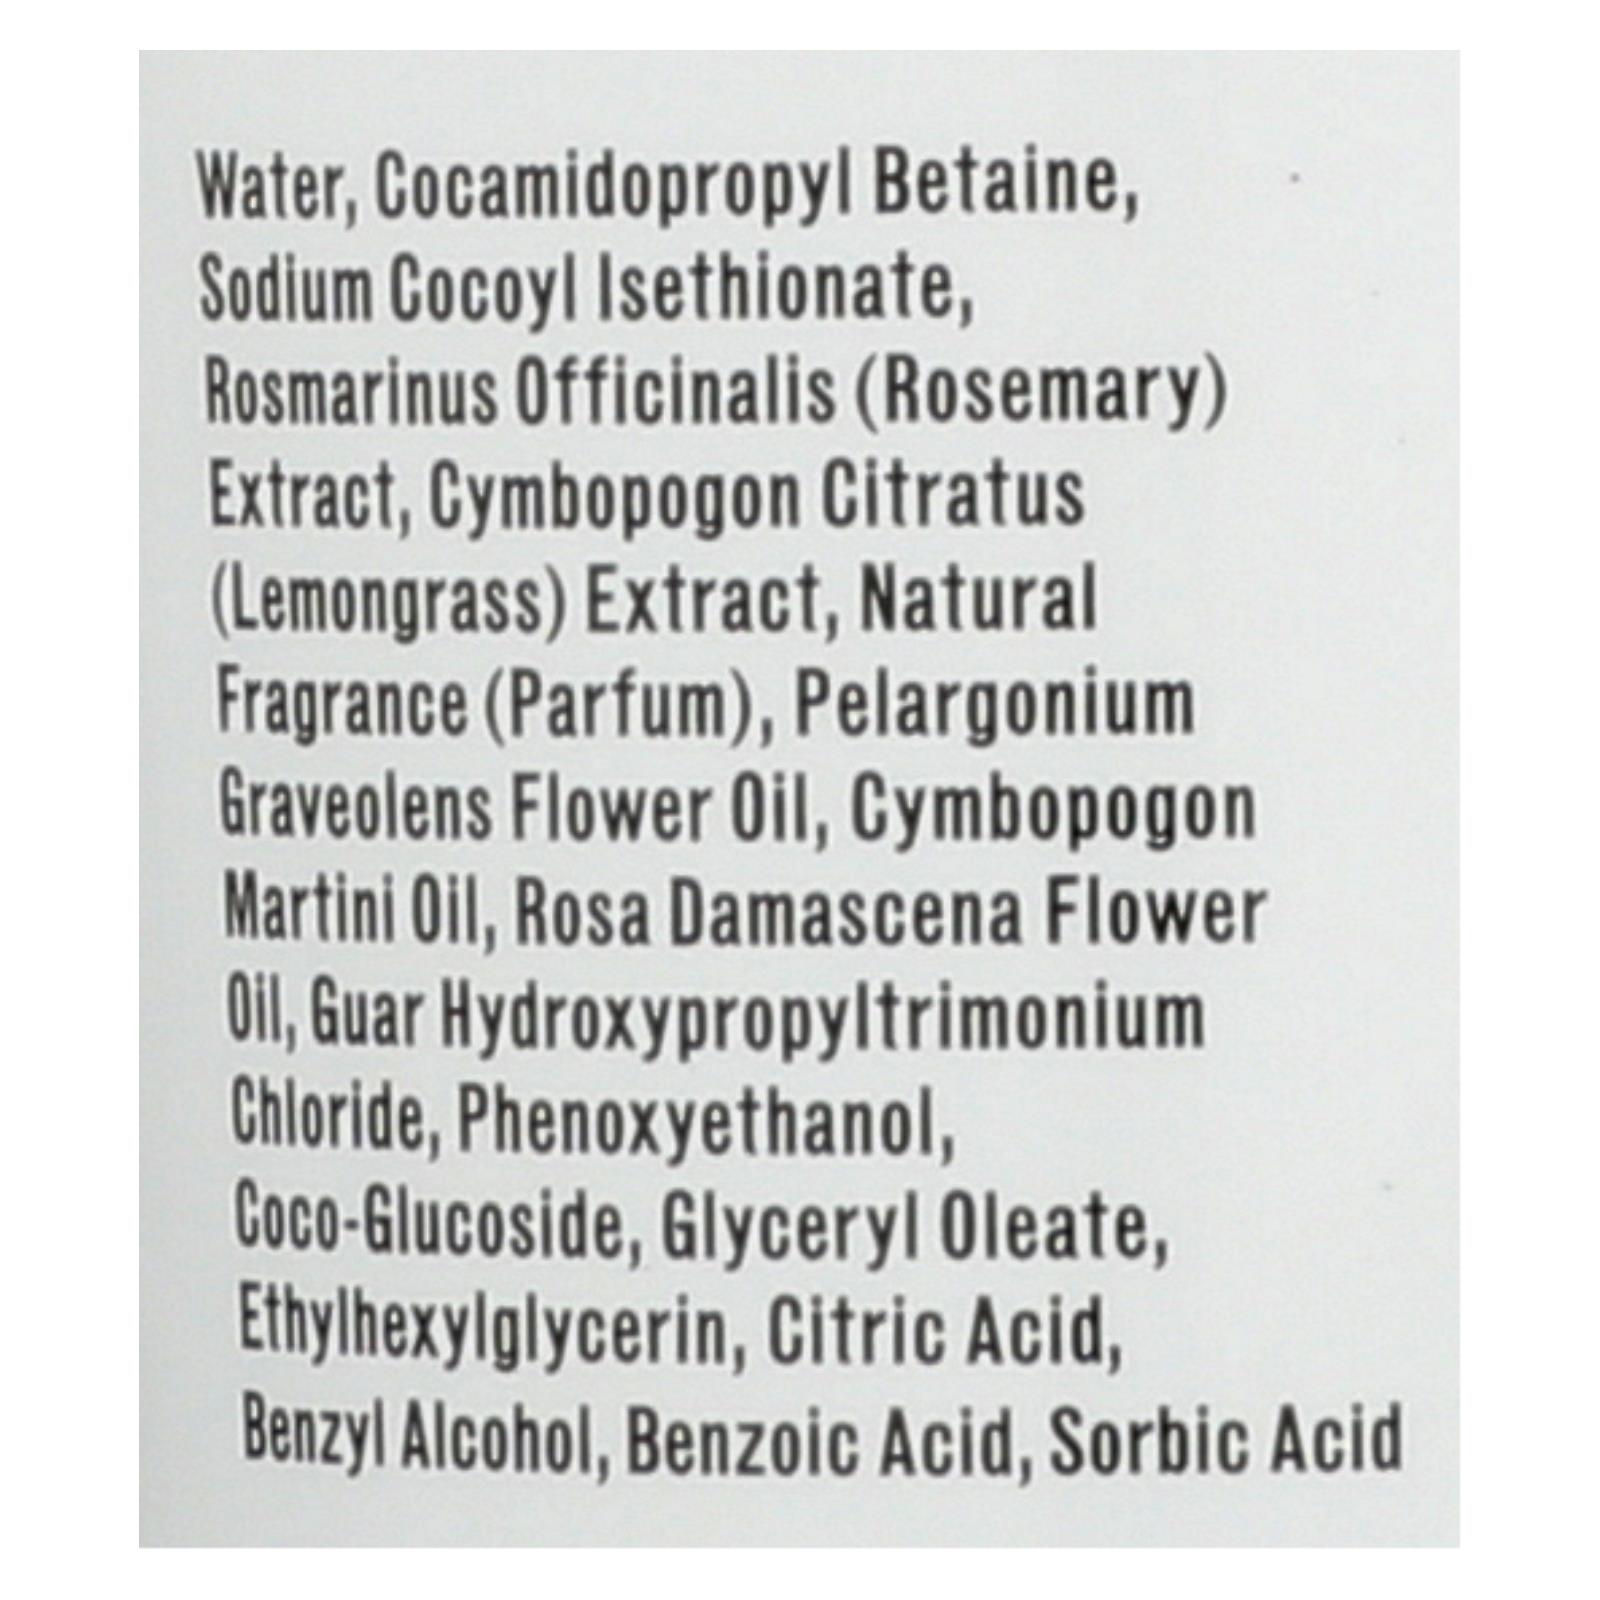 Water, Cocamidopropyl Betaine,
Sodium Cocoyl Isethionate,
Rosmarinus Officinalis (Rosemary)
Extract, Cymbopogon Citratus
(Lemongrass) Extract, Natural
Fragrance (Parfum), Pelargonium
Graveolens Flower Oil, Cymbopogon
Martini Oil, Rosa Damascena Flower
Oil, Guar Hydroxypropyltrimonium
Chloride, Phenoxyethanol,
Coco-Glucoside, Glyceryl Oleate,
Ethylhexylglycerin, Citric Acid,
Benzyl Alcohol, Benzoic Acid, Sorbic Acid